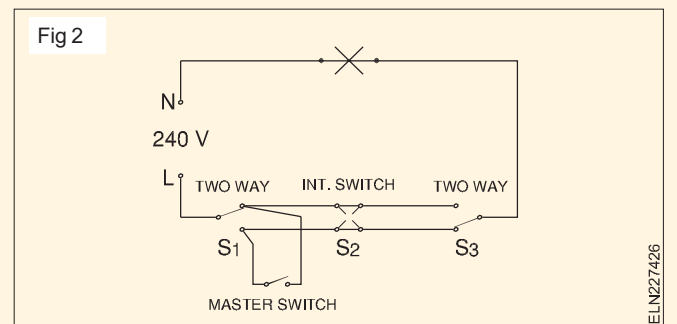 Fig 2
N
240 V
L
TWO WAY INT. SWITCH TWO WAY
S1 S2 S3
MASTER SWITCH
ELN227426